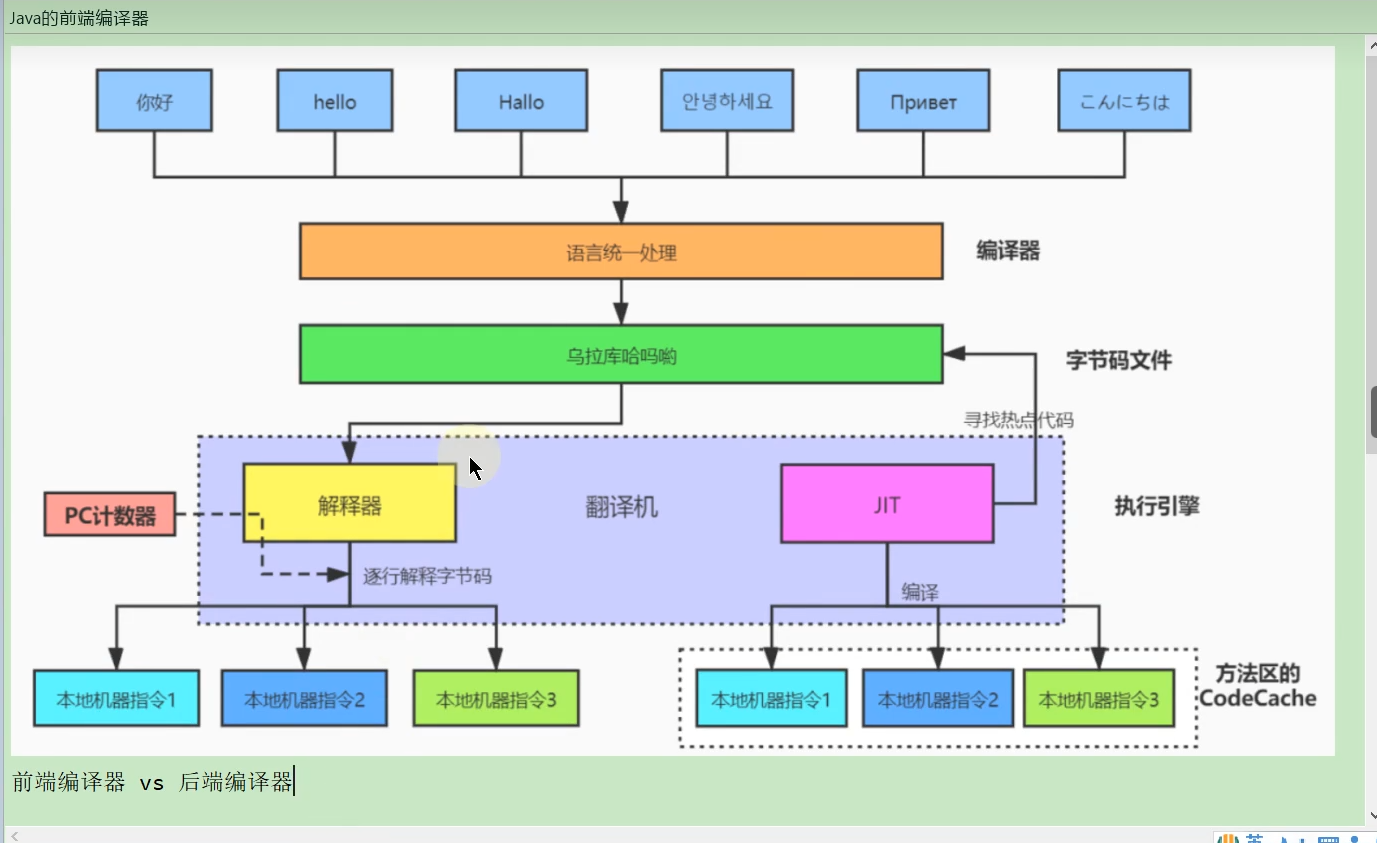 Java的前端编译器
你好
hello
Hallo
안녕하세요
Привет
こんにちは
语言统一处理
编译器
乌拉库哈吗哟
字节码文件
寻找热点代码
PC计数器
解释器
翻译机
JIT
执行引擎
逐行解释字节码
编译
本地机器指令1
本地机器指令2
本地机器指令3
本地机器指令1
本地机器指令2
本地机器指令3
方法区的
CodeCache
前端编译器 vs 后端编译器
英